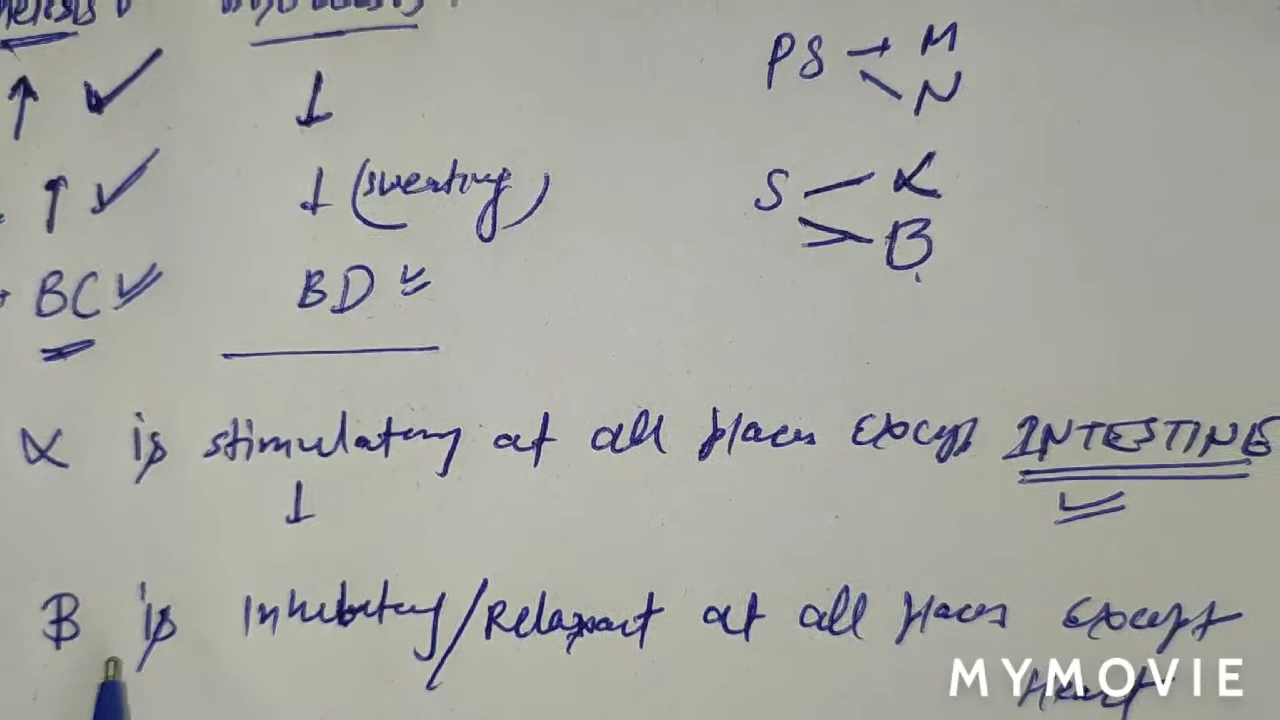 PS → M
N
↑ ✓ ↓
S α
B
↑ ✓ ↓ (sweating)
BC ✓ BD
α is stimulatory at all places except INTESTINE
↓
B is Inhibitory/Relaxant at all places except
Heart
MYMOVIE